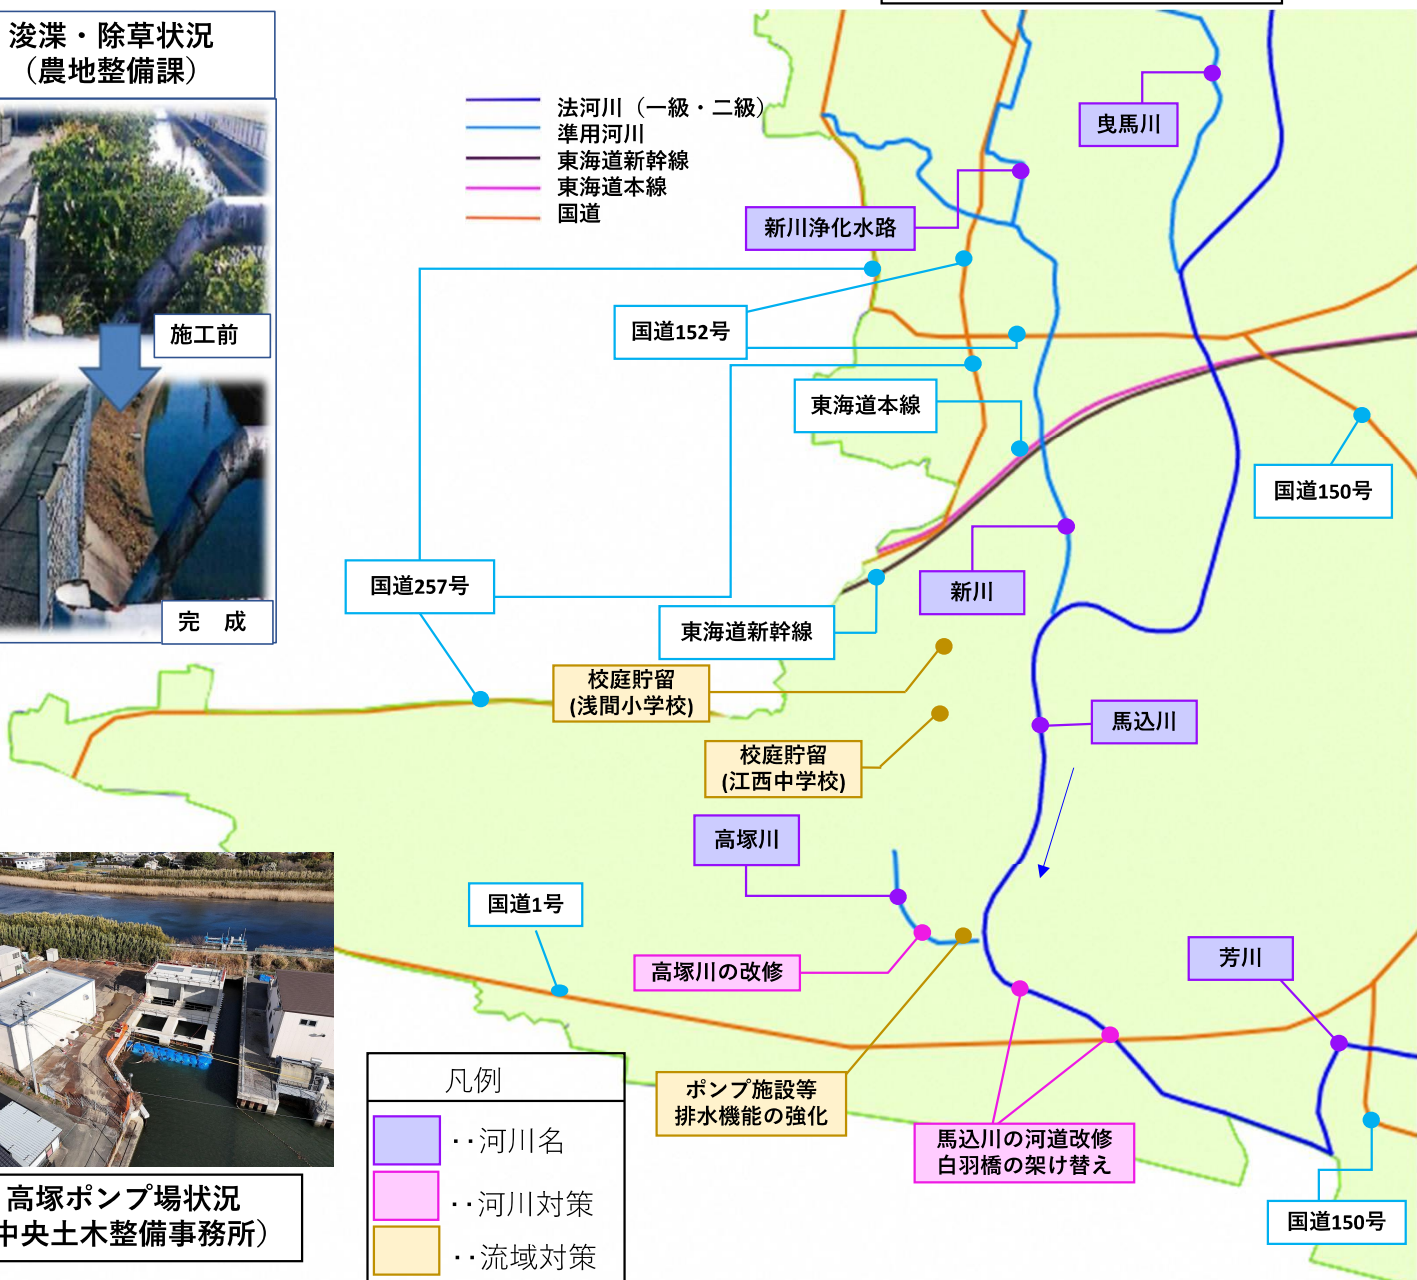 浚渫・除草状況
（農地整備課）
施工前
完　成
法河川（一級・二級）
準用河川
東海道新幹線
東海道本線
国道
曳馬川
新川浄化水路
国道152号
東海道本線
国道150号
国道257号
新川
東海道新幹線
校庭貯留
(浅間小学校)
馬込川
校庭貯留
(江西中学校)
高塚川
国道1号
芳川
高塚川の改修
ポンプ施設等
排水機能の強化
馬込川の河道改修
白羽橋の架け替え
国道150号
凡例
‥河川名
‥河川対策
‥流域対策
高塚ポンプ場状況
中央土木整備事務所）